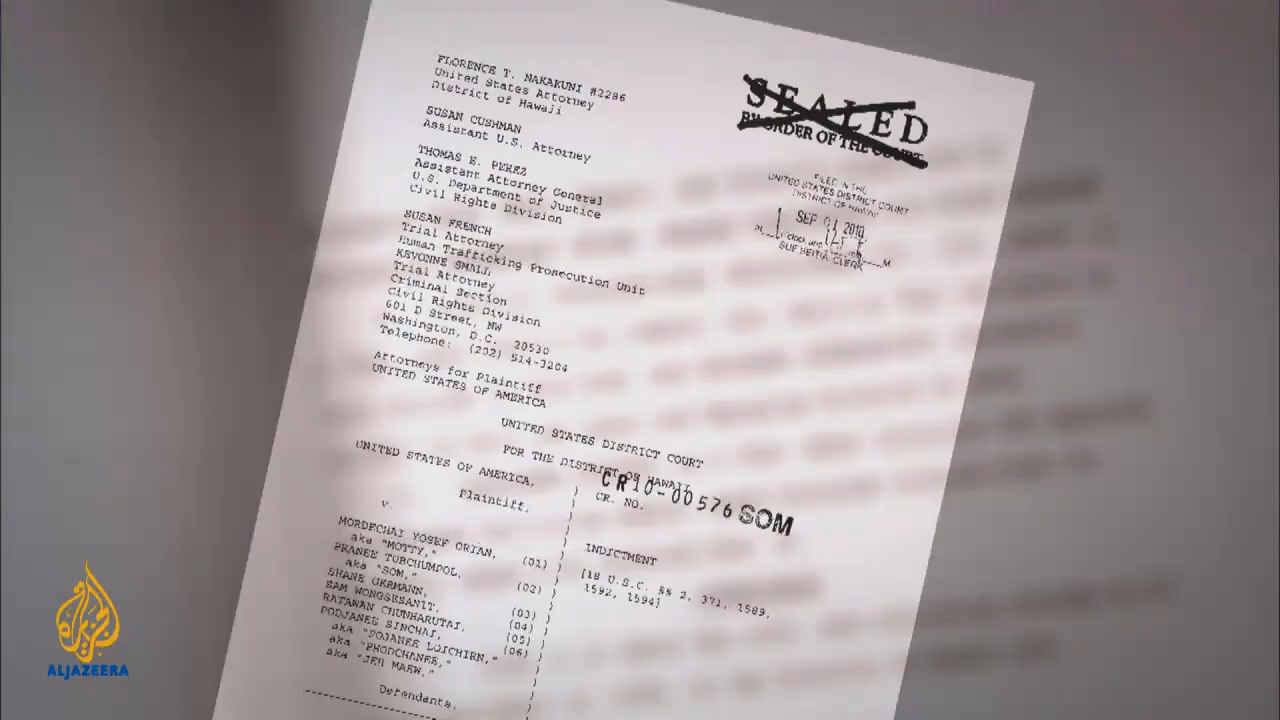 FLORENCE T. NAKAKUNI #2286
United States Attorney
District of Hawaii
SUSAN CUSHMAN
Assistant U.S. Attorney
THOMAS E. PEREZ
Assistant Attorney General
U.S. Department of Justice
Civil Rights Division
SUSAN FRENCH
Trial Attorney
Human Trafficking Prosecution Unit
KEVONNE SMALL
Trial Attorney
Criminal Section
Civil Rights Division
601 D Street, NW
Washington, D.C. 20530
Telephone: (202) 514-3204
Attorneys for Plaintiff
UNITED STATES OF AMERICA
SEALED
BY ORDER OF THE COURT
FILED IN THE
UNITED STATES DISTRICT COURT
DISTRICT OF HAWAII
SEP 2010
o'clock and
SUE BEITIA, CLERK
UNITED STATES DISTRICT COURT
FOR THE DISTRICT OF HAWAII
UNITED STATES OF AMERICA,
Plaintiff,
v.
MORDECHAI YOSEF ORIAN, (01)
aka "MOTTY,"
PRANEE TUBCHUMPOL, (02)
aka "SOM,"
SHANE GERMANN, (03)
SAM WONGSESANIT, (04)
RATAWAN CHUNHARUTAI, (05)
PODJANEE SINCHAI, (06)
aka "POJANEE LOICHIRN,"
aka "PHODCHANEE,"
aka "JEH MAEW,"
Defendants.
CR10-00576 SOM
CR. NO.
INDICTMENT
[18 U.S.C. §§ 2, 371, 1589,
1592, 1594]
ALJAZEERA